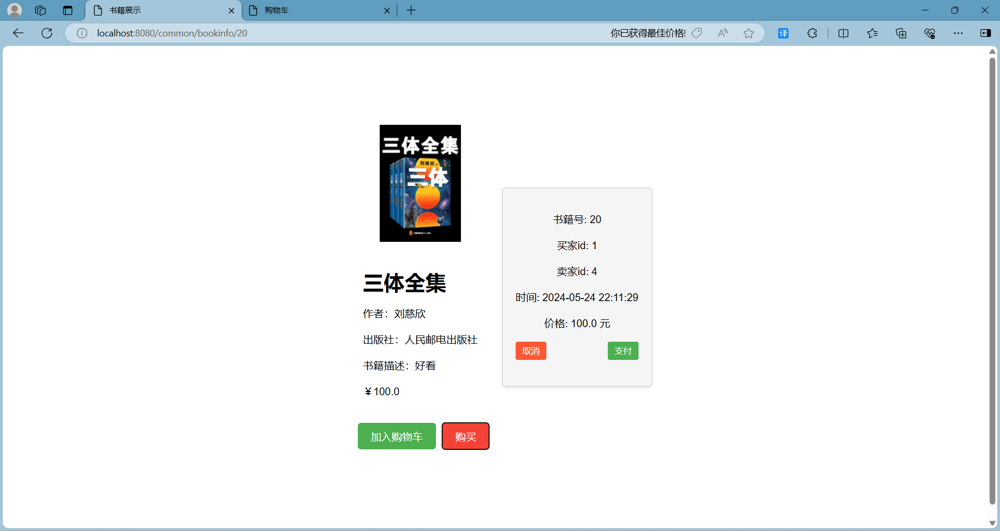 书籍展示
购物车
localhost:8080/common/bookinfo/20
你已获得最佳价格!
译
三体全集
刘慈欣
三体
三体全集
作者：刘慈欣
出版社：人民邮电出版社
书籍描述：好看
¥ 100.0
加入购物车
购买
书籍号: 20
买家id: 1
卖家id: 4
时间: 2024-05-24 22:11:29
价格: 100.0 元
取消
支付